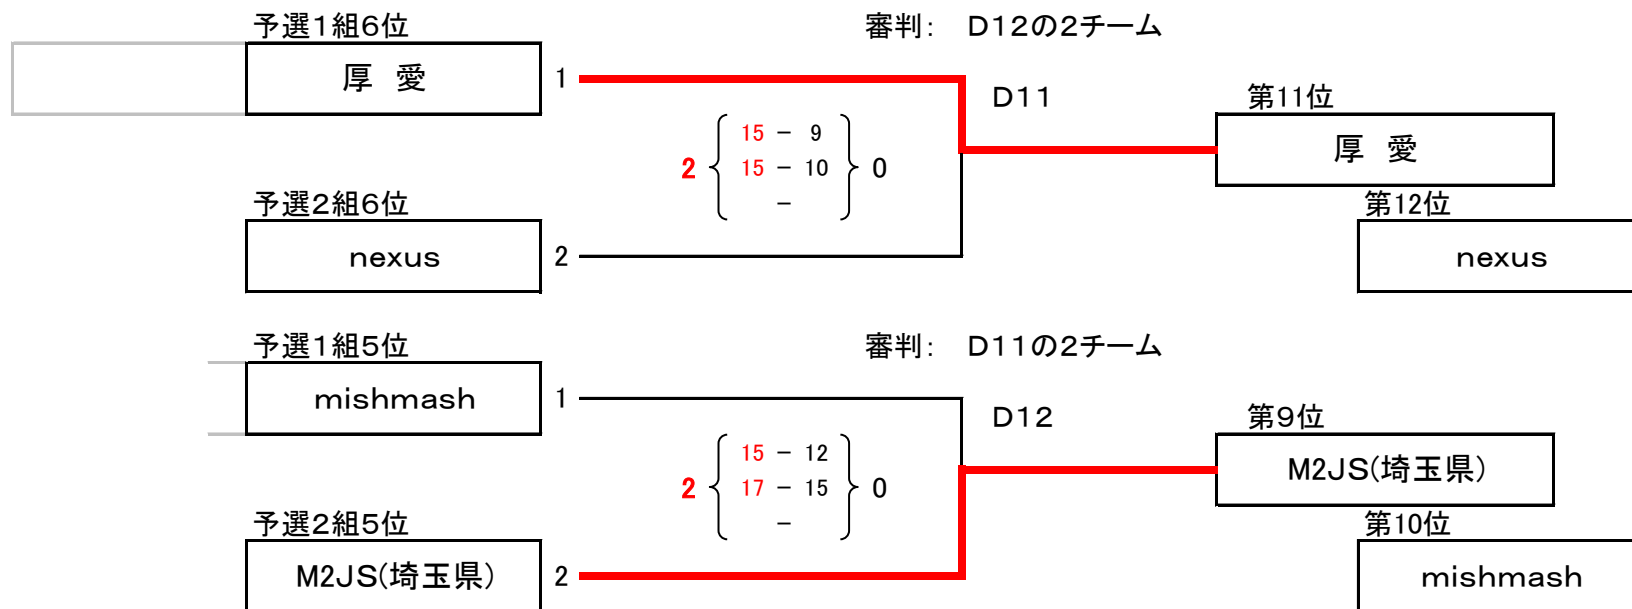 予選1組6位
審判： D12の2チーム
厚 愛
1
D11
第11位
15 － 9
2 15 － 10 0
－
厚 愛
予選2組6位
第12位
nexus
2
nexus
予選1組5位
審判： D11の2チーム
mishmash
1
D12
第9位
15 － 12
2 17 － 15 0
－
M2JS(埼玉県)
予選2組5位
第10位
M2JS(埼玉県)
2
mishmash